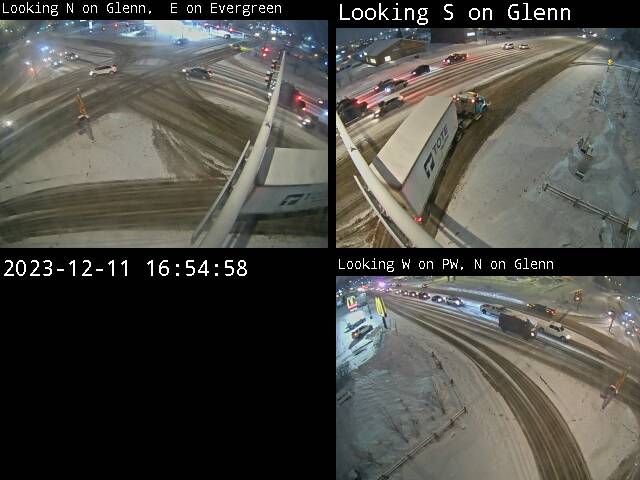 Looking N on Glenn,  E on Evergreen
Looking S on Glenn
TOTE
2023-12-11 16:54:58
Looking W on PW, N on Glenn